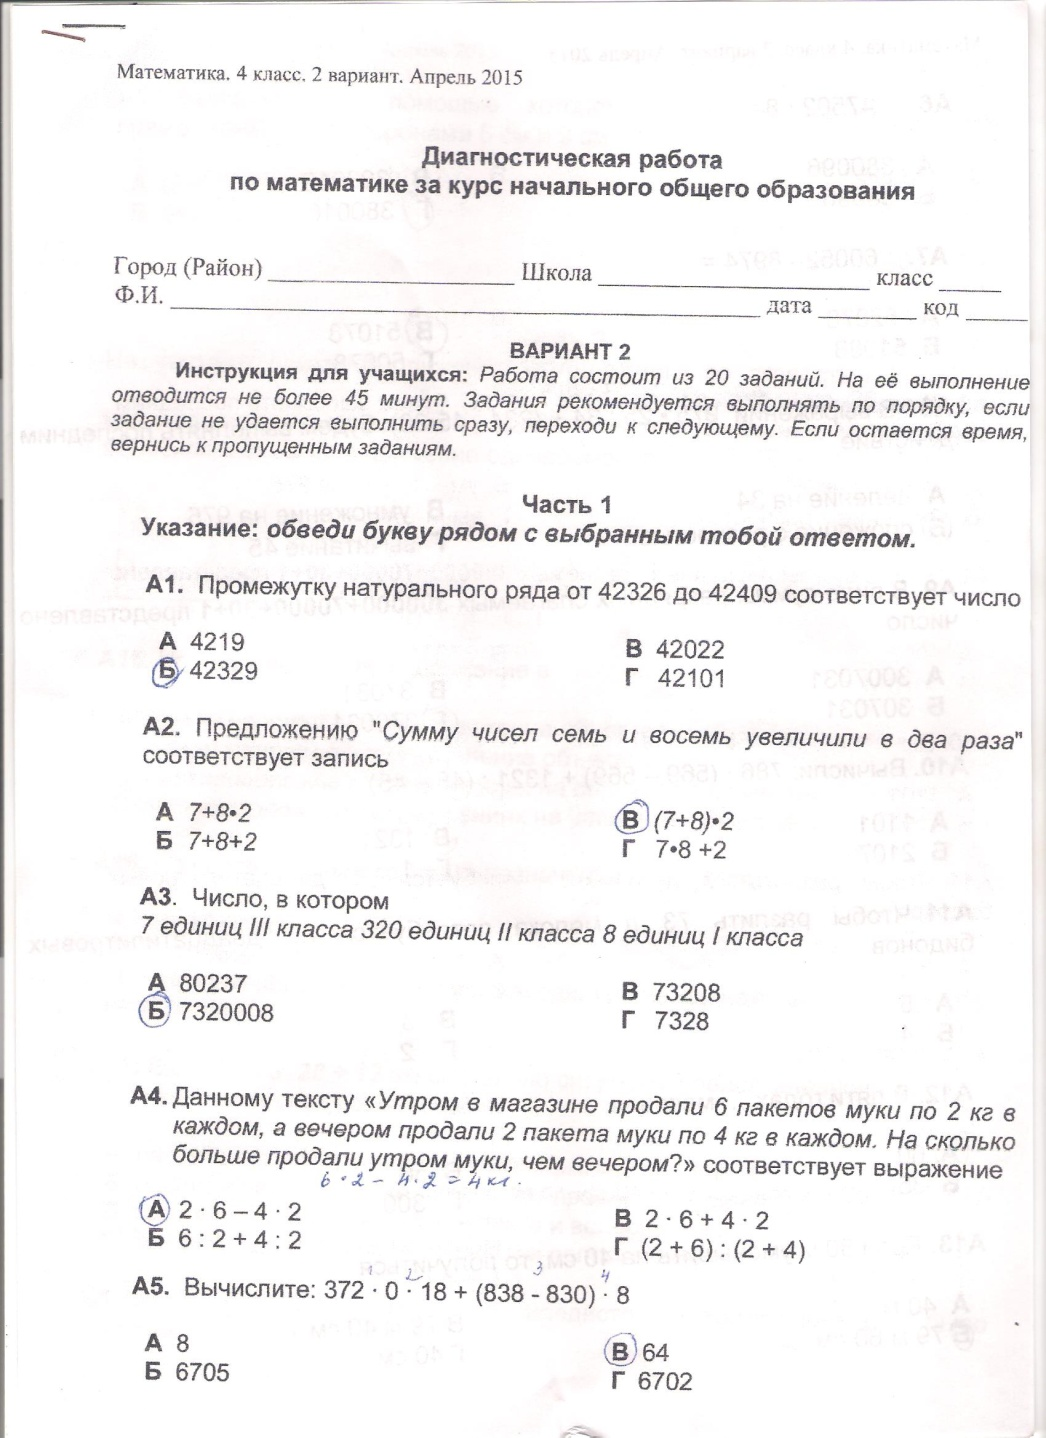 Математика. 4 класс. 2 вариант. Апрель 2015
Диагностическая работа
по математике за курс начального общего образования
Город (Район) ____________________ Школа ______________________ класс _____
Ф.И. ________________________________________________ дата ________ код _____
ВАРИАНТ 2
Инструкция для учащихся: Работа состоит из 20 заданий. На её выполнение
отводится не более 45 минут. Задания рекомендуется выполнять по порядку, если
задание не удается выполнить сразу, переходи к следующему. Если остается время,
вернись к пропущенным заданиям.
Часть 1
Указание: обведи букву рядом с выбранным тобой ответом.
А1. Промежутку натурального ряда от 42326 до 42409 соответствует число
А 4219
Б 42329
В 42022
Г 42101
А2. Предложению "Сумму чисел семь и восемь увеличили в два раза"
соответствует запись
А 7+8•2
Б 7+8+2
В (7+8)•2
Г 7•8 +2
А3. Число, в котором
7 единиц III класса 320 единиц II класса 8 единиц I класса
А 80237
Б 7320008
В 73208
Г 7328
А4. Данному тексту «Утром в магазине продали 6 пакетов муки по 2 кг в
каждом, а вечером продали 2 пакета муки по 4 кг в каждом. На сколько
больше продали утром муки, чем вечером?» соответствует выражение
6 · 2 – 4 · 2 = 4 кг.
А 2 · 6 – 4 · 2
Б 6 : 2 + 4 : 2
В 2 · 6 + 4 · 2
Г (2 + 6) : (2 + 4)
1 2 3 4
А5. Вычислите: 372 · 0 · 18 + (838 - 830) · 8
А 8
Б 6705
В 64
Г 6702